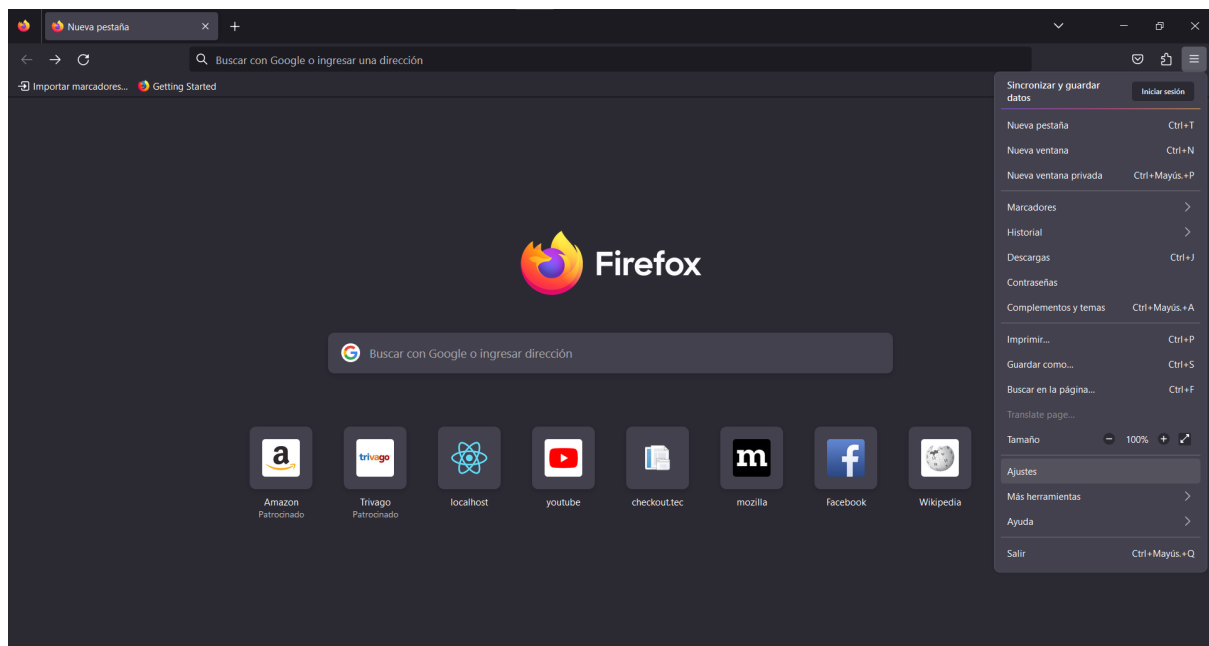 Nueva pestaña
Buscar con Google o ingresar una dirección
Importar marcadores... Getting Started
Sincronizar y guardar
datos
Iniciar sesión
Nueva pestaña Ctrl+T
Nueva ventana Ctrl+N
Nueva ventana privada Ctrl+Mayús.+P
Marcadores
Historial
Descargas Ctrl+J
Contraseñas
Complementos y temas Ctrl+Mayús.+A
Imprimir... Ctrl+P
Guardar como... Ctrl+S
Buscar en la página... Ctrl+F
Translate page...
Tamaño 100%
Ajustes
Más herramientas
Ayuda
Salir Ctrl+Mayús.+Q
Firefox
Buscar con Google o ingresar dirección
a trivago m f
Amazon Trivago localhost youtube checkout.tec mozilla Facebook Wikipedia
Patrocinado Patrocinado